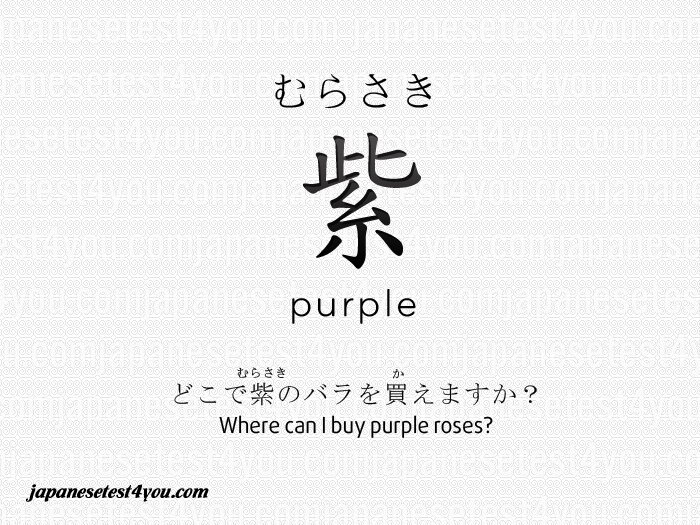 むらさき
紫
purple
むらさき か
どこで紫のバラを買えますか?
Where can I buy purple roses?
japanesetest4you.com